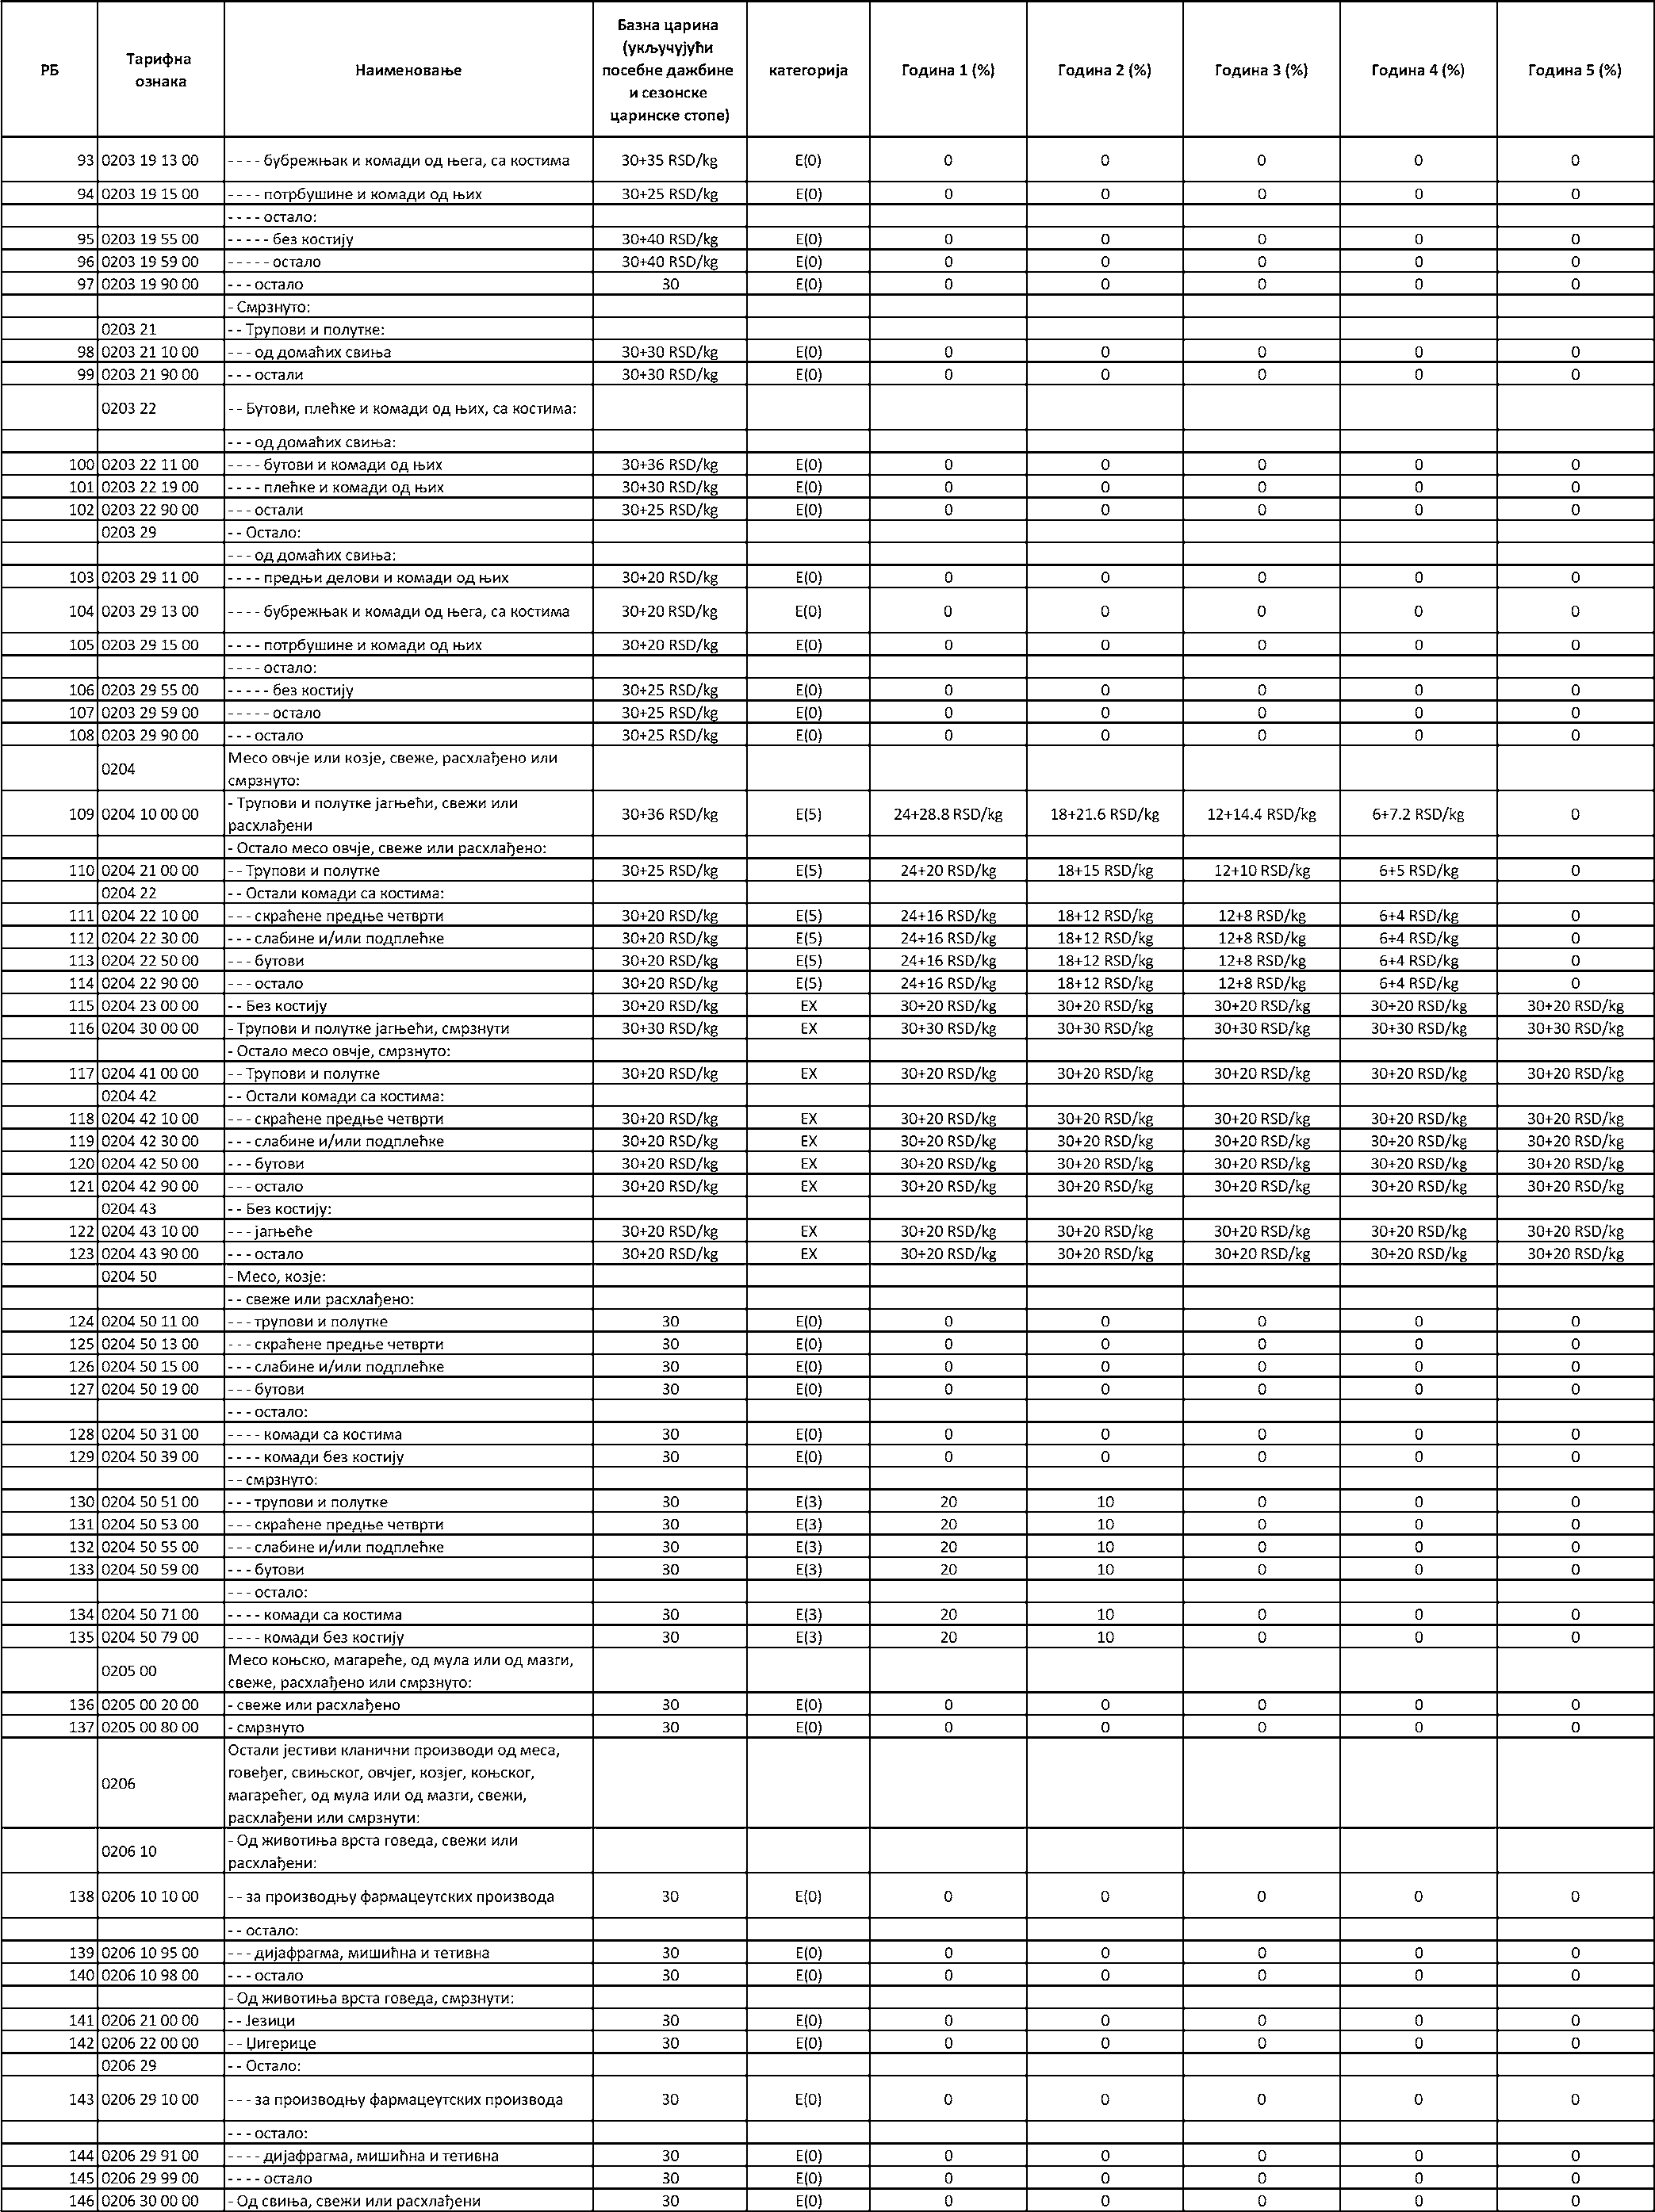 РБ Тарифна ознака Наименовање Базна царина (укључујући посебне дажбине и сезонске царинске стопе) категорија Година 1 (%) Година 2 (%) Година 3 (%) Година 4 (%) Година 5 (%)
93 0203 19 13 00 - - - - бубрежњак и комади од њега, са костима 30+35 RSD/kg E(0) 0 0 0 0 0
94 0203 19 15 00 - - - - потрбушине и комади од њих 30+25 RSD/kg E(0) 0 0 0 0 0
- - - - остало:
95 0203 19 55 00 - - - - - без костију 30+40 RSD/kg E(0) 0 0 0 0 0
96 0203 19 59 00 - - - - - остало 30+40 RSD/kg E(0) 0 0 0 0 0
97 0203 19 90 00 - - - остало 30 E(0) 0 0 0 0 0
- Смрзнуто:
0203 21 - - Трупови и полутке:
98 0203 21 10 00 - - - од домаћих свиња 30+30 RSD/kg E(0) 0 0 0 0 0
99 0203 21 90 00 - - - остали 30+30 RSD/kg E(0) 0 0 0 0 0
0203 22 - - Бутови, плећке и комади од њих, са костима:
- - - од домаћих свиња:
100 0203 22 11 00 - - - - бутови и комади од њих 30+36 RSD/kg E(0) 0 0 0 0 0
101 0203 22 19 00 - - - - плећке и комади од њих 30+30 RSD/kg E(0) 0 0 0 0 0
102 0203 22 90 00 - - - остали 30+25 RSD/kg E(0) 0 0 0 0 0
0203 29 - - Остало:
- - - од домаћих свиња:
103 0203 29 11 00 - - - - предњи делови и комади од њих 30+20 RSD/kg E(0) 0 0 0 0 0
104 0203 29 13 00 - - - - бубрежњак и комади од њега, са костима 30+20 RSD/kg E(0) 0 0 0 0 0
105 0203 29 15 00 - - - - потрбушине и комади од њих 30+20 RSD/kg E(0) 0 0 0 0 0
- - - - остало:
106 0203 29 55 00 - - - - - без костију 30+25 RSD/kg E(0) 0 0 0 0 0
107 0203 29 59 00 - - - - - остало 30+25 RSD/kg E(0) 0 0 0 0 0
108 0203 29 90 00 - - - остало 30+25 RSD/kg E(0) 0 0 0 0 0
0204 Месо овчје или козје, свеже, расхлађено или
смрзнуто:
109 0204 10 00 00 - Трупови и полутке јагњећи, свежи или расхлађени 30+36 RSD/kg E(5) 24+28.8 RSD/kg 18+21.6 RSD/kg 12+14.4 RSD/kg 6+7.2 RSD/kg 0
- Остало месо овчје, свеже или расхлађено:
110 0204 21 00 00 - - Трупови и полутке 30+25 RSD/kg E(5) 24+20 RSD/kg 18+15 RSD/kg 12+10 RSD/kg 6+5 RSD/kg 0
0204 22 - - Остали комади са костима:
111 0204 22 10 00 - - - скраћене предње четврти 30+20 RSD/kg E(5) 24+16 RSD/kg 18+12 RSD/kg 12+8 RSD/kg 6+4 RSD/kg 0
112 0204 22 30 00 - - - слабине и/или подплећке 30+20 RSD/kg E(5) 24+16 RSD/kg 18+12 RSD/kg 12+8 RSD/kg 6+4 RSD/kg 0
113 0204 22 50 00 - - - бутови 30+20 RSD/kg E(5) 24+16 RSD/kg 18+12 RSD/kg 12+8 RSD/kg 6+4 RSD/kg 0
114 0204 22 90 00 - - - остало 30+20 RSD/kg E(5) 24+16 RSD/kg 18+12 RSD/kg 12+8 RSD/kg 6+4 RSD/kg 0
115 0204 23 00 00 - - Без костију 30+20 RSD/kg EX 30+20 RSD/kg 30+20 RSD/kg 30+20 RSD/kg 30+20 RSD/kg 30+20 RSD/kg
116 0204 30 00 00 - Трупови и полутке јагњећи, смрзнути 30+30 RSD/kg EX 30+30 RSD/kg 30+30 RSD/kg 30+30 RSD/kg 30+30 RSD/kg 30+30 RSD/kg
- Остало месо овчје, смрзнуто:
117 0204 41 00 00 - - Трупови и полутке 30+20 RSD/kg EX 30+20 RSD/kg 30+20 RSD/kg 30+20 RSD/kg 30+20 RSD/kg 30+20 RSD/kg
0204 42 - - Остали комади са костима:
118 0204 42 10 00 - - - скраћене предње четврти 30+20 RSD/kg EX 30+20 RSD/kg 30+20 RSD/kg 30+20 RSD/kg 30+20 RSD/kg 30+20 RSD/kg
119 0204 42 30 00 - - - слабине и/или подплећке 30+20 RSD/kg EX 30+20 RSD/kg 30+20 RSD/kg 30+20 RSD/kg 30+20 RSD/kg 30+20 RSD/kg
120 0204 42 50 00 - - - бутови 30+20 RSD/kg EX 30+20 RSD/kg 30+20 RSD/kg 30+20 RSD/kg 30+20 RSD/kg 30+20 RSD/kg
121 0204 42 90 00 - - - остало 30+20 RSD/kg EX 30+20 RSD/kg 30+20 RSD/kg 30+20 RSD/kg 30+20 RSD/kg 30+20 RSD/kg
0204 43 - - Без костију:
122 0204 43 10 00 - - - јагњеће 30+20 RSD/kg EX 30+20 RSD/kg 30+20 RSD/kg 30+20 RSD/kg 30+20 RSD/kg 30+20 RSD/kg
123 0204 43 90 00 - - - остало 30+20 RSD/kg EX 30+20 RSD/kg 30+20 RSD/kg 30+20 RSD/kg 30+20 RSD/kg 30+20 RSD/kg
0204 50 - Месо, козје:
- - свеже или расхлађено:
124 0204 50 11 00 - - - трупови и полутке 30 E(0) 0 0 0 0 0
125 0204 50 13 00 - - - скраћене предње четврти 30 E(0) 0 0 0 0 0
126 0204 50 15 00 - - - слабине и/или подплећке 30 E(0) 0 0 0 0 0
127 0204 50 19 00 - - - бутови 30 E(0) 0 0 0 0 0
- - - остало:
128 0204 50 31 00 - - - - комади са костима 30 E(0) 0 0 0 0 0
129 0204 50 39 00 - - - - комади без костију 30 E(0) 0 0 0 0 0
- - смрзнуто:
130 0204 50 51 00 - - - трупови и полутке 30 E(3) 20 10 0 0 0
131 0204 50 53 00 - - - скраћене предње четврти 30 E(3) 20 10 0 0 0
132 0204 50 55 00 - - - слабине и/или подплећке 30 E(3) 20 10 0 0 0
133 0204 50 59 00 - - - бутови 30 E(3) 20 10 0 0 0
- - - остало:
134 0204 50 71 00 - - - - комади са костима 30 E(3) 20 10 0 0 0
135 0204 50 79 00 - - - - комади без костију 30 E(3) 20 10 0 0 0
0205 00 Месо коњско, магареће, од мула или од мазги,
свеже, расхлађено или смрзнуто:
136 0205 00 20 00 - свеже или расхлађено 30 E(0) 0 0 0 0 0
137 0205 00 80 00 - смрзнуто 30 E(0) 0 0 0 0 0
0206 Остали јестиви кланични производи од меса,
говеђег, свињског, овчјег, козјег, коњског,
магарећег, од мула или од мазги, свежи,
расхлађени или смрзнути:
0206 10 - Од животиња врста говеда, свежи или
расхлађени:
138 0206 10 10 00 - - за производњу фармацеутских производа 30 E(0) 0 0 0 0 0
- - остало:
139 0206 10 95 00 - - - дијафрагма, мишићна и тетивна 30 E(0) 0 0 0 0 0
140 0206 10 98 00 - - - остало 30 E(0) 0 0 0 0 0
- Од животиња врста говеда, смрзнути:
141 0206 21 00 00 - - Језици 30 E(0) 0 0 0 0 0
142 0206 22 00 00 - - Џигерице 30 E(0) 0 0 0 0 0
0206 29 - - Остало:
143 0206 29 10 00 - - - за производњу фармацеутских производа 30 E(0) 0 0 0 0 0
- - - остало:
144 0206 29 91 00 - - - - дијафрагма, мишићна и тетивна 30 E(0) 0 0 0 0 0
145 0206 29 99 00 - - - - остало 30 E(0) 0 0 0 0 0
146 0206 30 00 00 - Од свиња, свежи или расхлађени 30 E(0) 0 0 0 0 0